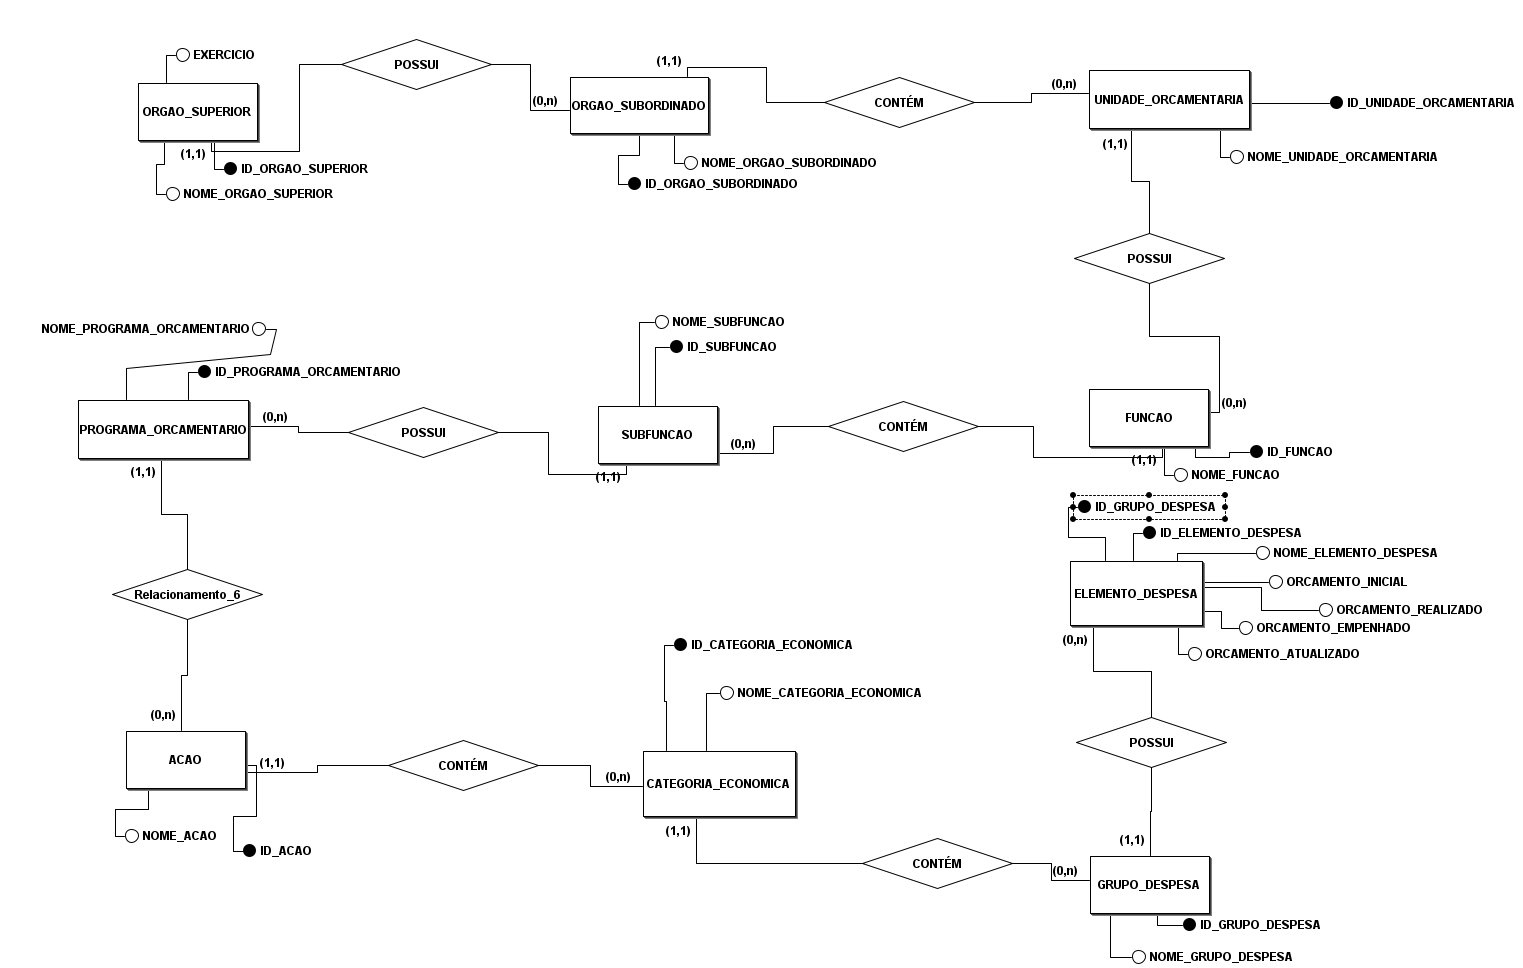 EXERCICIO
POSSUI
(1,1)
ORGAO_SUPERIOR
(0,n)
ORGAO_SUBORDINADO
CONTÉM
(0,n)
UNIDADE_ORCAMENTARIA
ID_UNIDADE_ORCAMENTARIA
(1,1)
ID_ORGAO_SUPERIOR
NOME_ORGAO_SUPERIOR
NOME_ORGAO_SUBORDINADO
ID_ORGAO_SUBORDINADO
(1,1)
NOME_UNIDADE_ORCAMENTARIA
POSSUI
NOME_PROGRAMA_ORCAMENTARIO
ID_PROGRAMA_ORCAMENTARIO
NOME_SUBFUNCAO
ID_SUBFUNCAO
PROGRAMA_ORCAMENTARIO
(0,n)
POSSUI
SUBFUNCAO
(0,n)
CONTÉM
FUNCAO
(0,n)
(1,1)
(1,1)
(1,1)
ID_FUNCAO
NOME_FUNCAO
ID_GRUPO_DESPESA
ID_ELEMENTO_DESPESA
NOME_ELEMENTO_DESPESA
ORCAMENTO_INICIAL
ELEMENTO_DESPESA
ORCAMENTO_REALIZADO
ORCAMENTO_EMPENHADO
ORCAMENTO_ATUALIZADO
(0,n)
Relacionamento_6
ID_CATEGORIA_ECONOMICA
NOME_CATEGORIA_ECONOMICA
(0,n)
ACAO
(1,1)
CONTÉM
(0,n)
CATEGORIA_ECONOMICA
POSSUI
NOME_ACAO
ID_ACAO
(1,1)
CONTÉM
(0,n)
(1,1)
GRUPO_DESPESA
ID_GRUPO_DESPESA
NOME_GRUPO_DESPESA